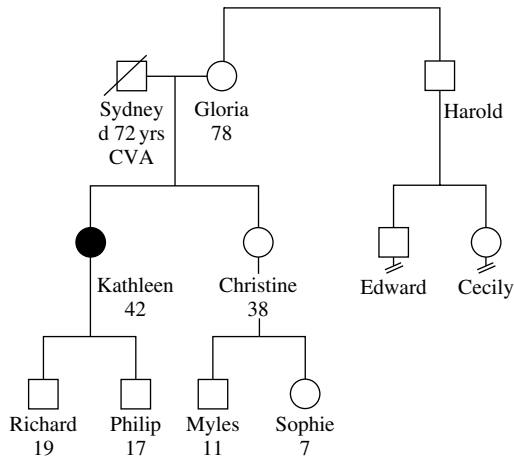 Sydney
d 72 yrs
CVA
Gloria
78
Harold
Kathleen
42
Christine
38
Edward
Cecily
Richard
19
Philip
17
Myles
11
Sophie
7